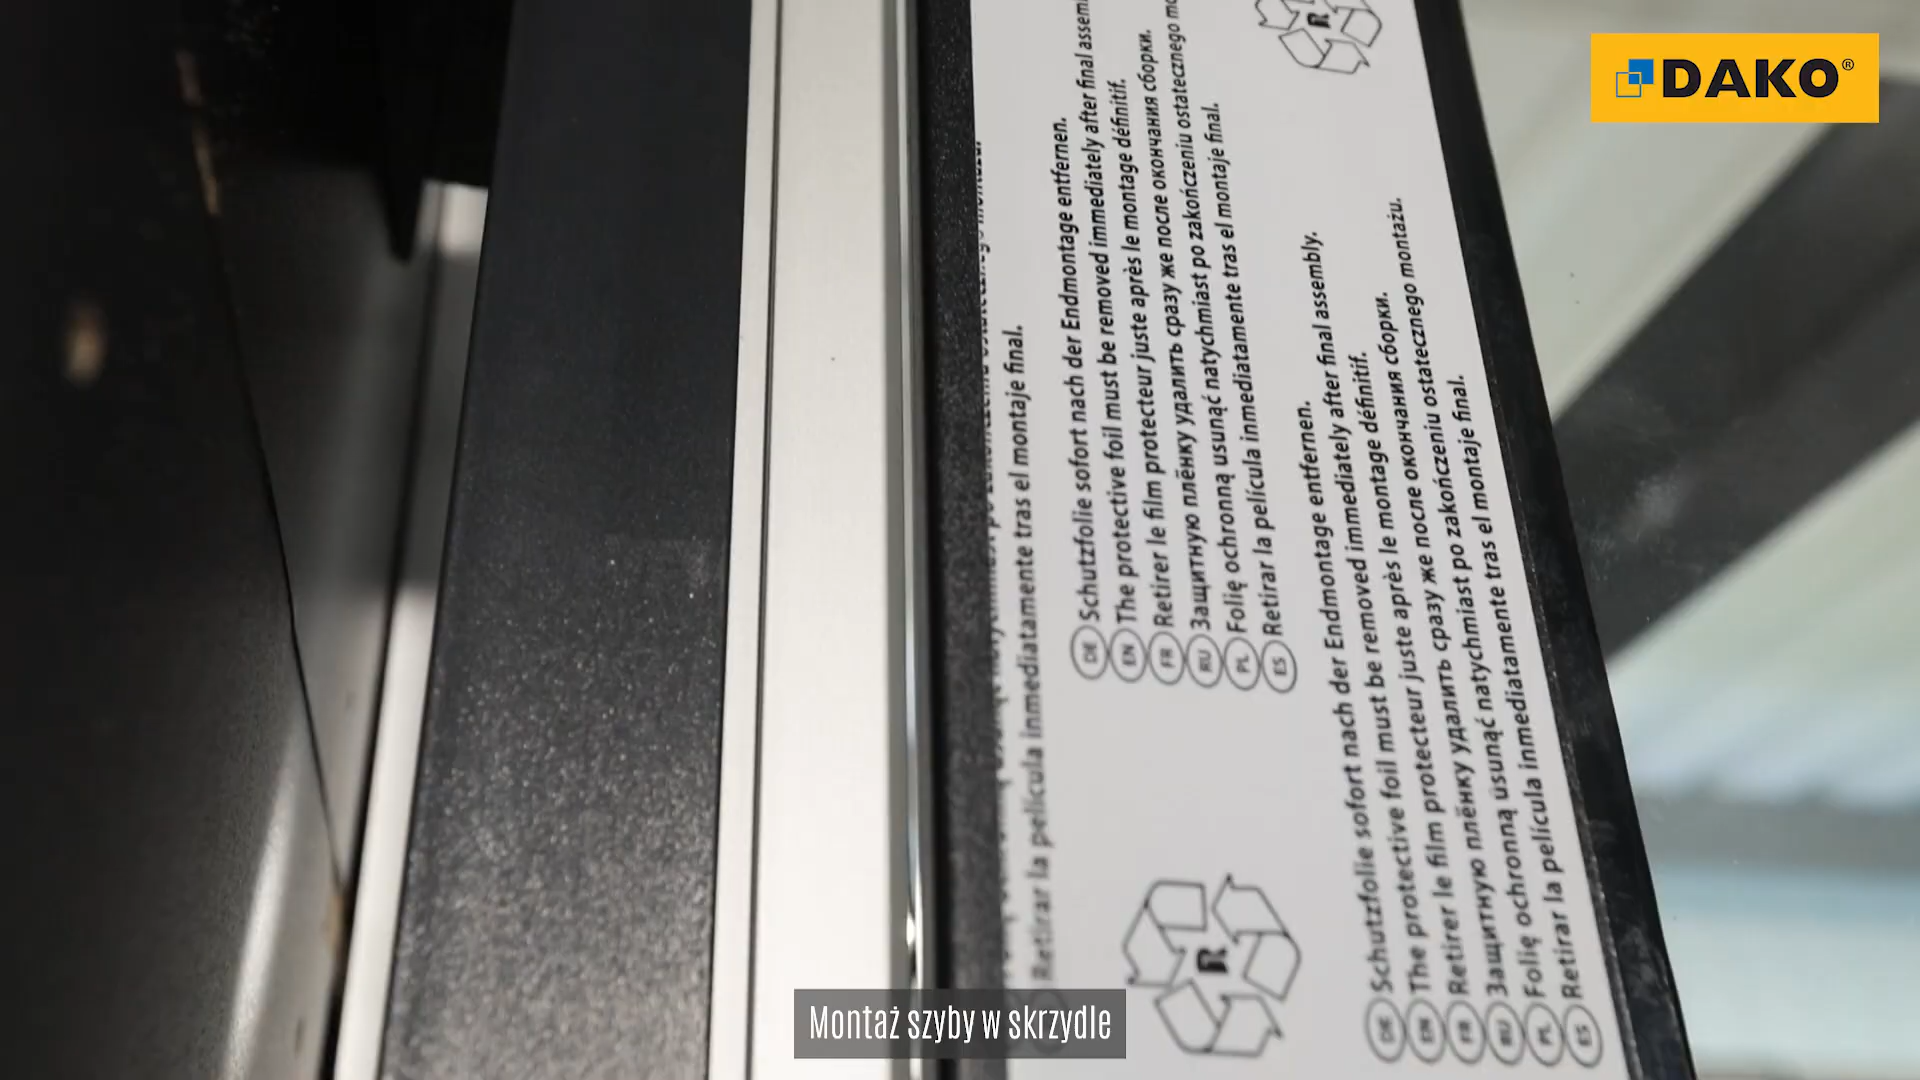 DAKO®
R
final.
Retirar la película inmediatamente tras el montaje final.
DE Schutzfolie sofort nach der Endmontage entfernen.
EN The protective foil must be removed immediately after final
FR Retirer le film protecteur juste après le montage définitif.
RU Защитную плёнку удалить сразу же после окончания сборки.
PL Folię ochronną usunąć natychmiast po zakończeniu ostatecznego
ES Retirar la película inmediatamente tras el montaje final.
DE Schutzfolie sofort nach der Endmontage entfernen.
EN The protective foil must be removed immediately after final assembly.
FR Retirer le film protecteur juste après le montage définitif.
RU Защитную плёнку удалить сразу же после окончания сборки.
PL Folię ochronną usunąć natychmiast po zakończeniu ostatecznego montażu.
ES Retirar la película inmediatamente tras el montaje final.
R
Montaż szyby w skrzydle